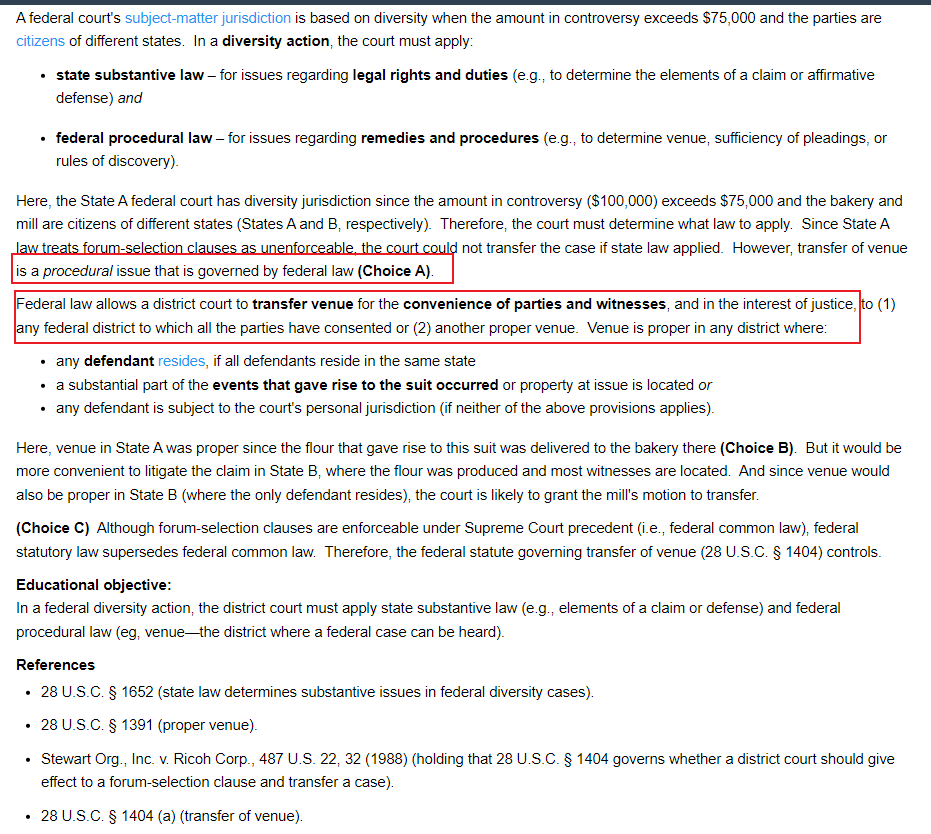 A federal court's subject-matter jurisdiction is based on diversity when the amount in controversy exceeds $75,000 and the parties are
citizens of different states.  In a diversity action, the court must apply:
• state substantive law – for issues regarding legal rights and duties (e.g., to determine the elements of a claim or affirmative
defense) and
• federal procedural law – for issues regarding remedies and procedures (e.g., to determine venue, sufficiency of pleadings, or
rules of discovery).
Here, the State A federal court has diversity jurisdiction since the amount in controversy ($100,000) exceeds $75,000 and the bakery and
mill are citizens of different states (States A and B, respectively).  Therefore, the court must determine what law to apply.  Since State A
law treats forum-selection clauses as unenforceable, the court could not transfer the case if state law applied.  However, transfer of venue
is a procedural issue that is governed by federal law (Choice A).
Federal law allows a district court to transfer venue for the convenience of parties and witnesses, and in the interest of justice, to (1)
any federal district to which all the parties have consented or (2) another proper venue.  Venue is proper in any district where:
• any defendant resides, if all defendants reside in the same state
• a substantial part of the events that gave rise to the suit occurred or property at issue is located or
• any defendant is subject to the court's personal jurisdiction (if neither of the above provisions applies).
Here, venue in State A was proper since the flour that gave rise to this suit was delivered to the bakery there (Choice B).  But it would be
more convenient to litigate the claim in State B, where the flour was produced and most witnesses are located.  And since venue would
also be proper in State B (where the only defendant resides), the court is likely to grant the mill's motion to transfer.
(Choice C)  Although forum-selection clauses are enforceable under Supreme Court precedent (i.e., federal common law), federal
statutory law supersedes federal common law.  Therefore, the federal statute governing transfer of venue (28 U.S.C. § 1404) controls.
Educational objective:
In a federal diversity action, the district court must apply state substantive law (e.g., elements of a claim or defense) and federal
procedural law (eg, venue—the district where a federal case can be heard).
References
• 28 U.S.C. § 1652 (state law determines substantive issues in federal diversity cases).
• 28 U.S.C. § 1391 (proper venue).
• Stewart Org., Inc. v. Ricoh Corp., 487 U.S. 22, 32 (1988) (holding that 28 U.S.C. § 1404 governs whether a district court should give
effect to a forum-selection clause and transfer a case).
• 28 U.S.C. § 1404 (a) (transfer of venue).